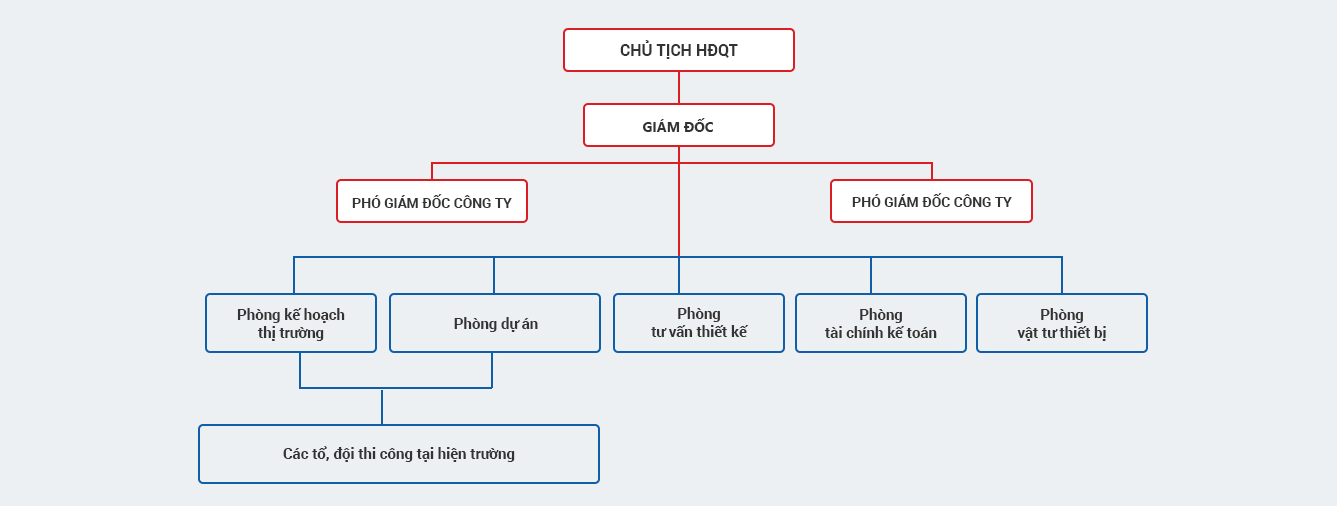 CHỦ TỊCH HĐQT
GIÁM ĐỐC
PHÓ GIÁM ĐỐC CÔNG TY
PHÓ GIÁM ĐỐC CÔNG TY
Phòng kế hoạch
thị trường
Phòng dự án
Phòng
tư vấn thiết kế
Phòng
tài chính kế toán
Phòng
vật tư thiết bị
Các tổ, đội thi công tại hiện trường